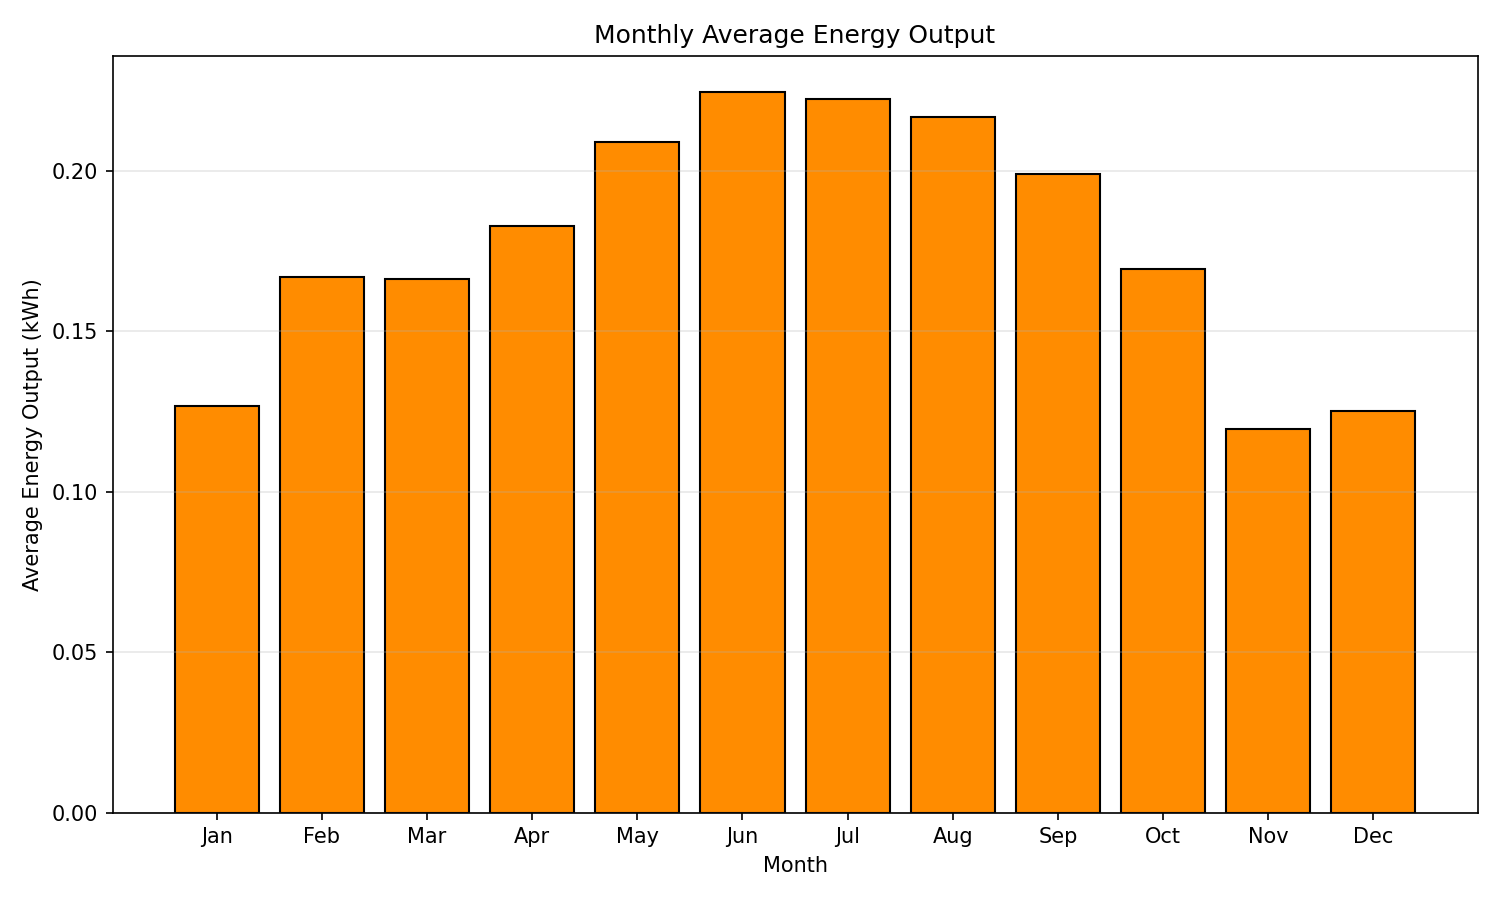 Monthly Average Energy Output
Average Energy Output (kWh)
0.20
0.15
0.10
0.05
0.00
Jan Feb Mar Apr May Jun Jul Aug Sep Oct Nov Dec
Month